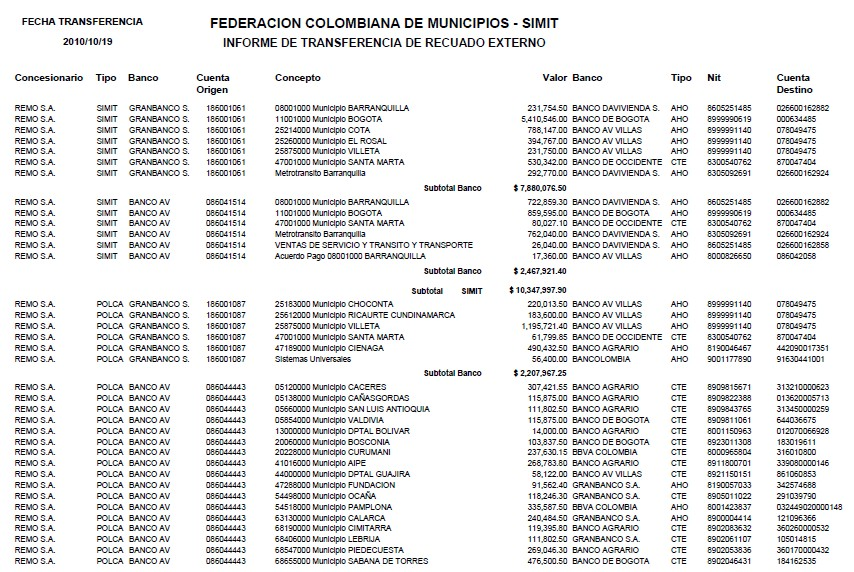 FECHA TRANSFERENCIA FEDERACION COLOMBIANA DE MUNICIPIOS - SIMIT
2010/10/19 INFORME DE TRANSFERENCIA DE RECUADO EXTERNO
Concesionario Tipo Banco Cuenta Origen Concepto Valor Banco Tipo Nit Cuenta Destino
REMO S.A. SIMIT GRANBANCO S. 186001061 08001000 Municipio BARRANQUILLA 231,754.50 BANCO DAVIVIENDA S. AHO 8605251485 026600162882
REMO S.A. SIMIT GRANBANCO S. 186001061 11001000 Municipio BOGOTA 5,410,546.00 BANCO DE BOGOTA AHO 8999990619 000634485
REMO S.A. SIMIT GRANBANCO S. 186001061 25214000 Municipio COTA 788,147.00 BANCO AV VILLAS AHO 8999991140 078049475
REMO S.A. SIMIT GRANBANCO S. 186001061 25260000 Municipio EL ROSAL 394,767.00 BANCO AV VILLAS AHO 8999991140 078049475
REMO S.A. SIMIT GRANBANCO S. 186001061 25875000 Municipio VILLETA 231,750.00 BANCO AV VILLAS AHO 8999991140 078049475
REMO S.A. SIMIT GRANBANCO S. 186001061 47001000 Municipio SANTA MARTA 530,342.00 BANCO DE OCCIDENTE CTE 8300540762 870047404
REMO S.A. SIMIT GRANBANCO S. 186001061 Metrotransito Barranquilla 292,770.00 BANCO DAVIVIENDA S. AHO 8305092691 026600162924
Subtotal Banco $ 7,880,076.50
REMO S.A. SIMIT BANCO AV 086041514 08001000 Municipio BARRANQUILLA 722,859.30 BANCO DAVIVIENDA S. AHO 8605251485 026600162882
REMO S.A. SIMIT BANCO AV 086041514 11001000 Municipio BOGOTA 859,595.00 BANCO DE BOGOTA AHO 8999990619 000634485
REMO S.A. SIMIT BANCO AV 086041514 47001000 Municipio SANTA MARTA 80,027.10 BANCO DE OCCIDENTE CTE 8300540762 870047404
REMO S.A. SIMIT BANCO AV 086041514 Metrotransito Barranquilla 762,040.00 BANCO DAVIVIENDA S. AHO 8305092691 026600162924
REMO S.A. SIMIT BANCO AV 086041514 VENTAS DE SERVICIO Y TRANSITO Y TRANSPORTE 26,040.00 BANCO DAVIVIENDA S. AHO 8605251485 026600162858
REMO S.A. SIMIT BANCO AV 086041514 Acuerdo Pago 08001000 BARRANQUILLA 17,360.00 BANCO AV VILLAS AHO 8000826650 086042058
Subtotal Banco $ 2,467,921.40
Subtotal SIMIT $ 10,347,997.90
REMO S.A. POLCA GRANBANCO S. 186001087 25183000 Municipio CHOCONTA 220,013.50 BANCO AV VILLAS AHO 8999991140 078049475
REMO S.A. POLCA GRANBANCO S. 186001087 25612000 Municipio RICAURTE CUNDINAMARCA 183,600.00 BANCO AV VILLAS AHO 8999991140 078049475
REMO S.A. POLCA GRANBANCO S. 186001087 25875000 Municipio VILLETA 1,195,721.40 BANCO AV VILLAS AHO 8999991140 078049475
REMO S.A. POLCA GRANBANCO S. 186001087 47001000 Municipio SANTA MARTA 61,799.85 BANCO DE OCCIDENTE CTE 8300540762 870047404
REMO S.A. POLCA GRANBANCO S. 186001087 47189000 Municipio CIENAGA 490,432.50 BANCO AGRARIO AHO 8190046467 442090017351
REMO S.A. POLCA GRANBANCO S. 186001087 Sistemas Universales 56,400.00 BANCOLOMBIA AHO 9001177890 91630441001
Subtotal Banco $ 2,207,967.25
REMO S.A. POLCA BANCO AV 086044443 05120000 Municipio CACERES 307,421.55 BANCO AGRARIO CTE 8909815671 313210000623
REMO S.A. POLCA BANCO AV 086044443 05138000 Municipio CAÑASGORDAS 115,875.00 BANCO AGRARIO CTE 8909822388 013620005713
REMO S.A. POLCA BANCO AV 086044443 05660000 Municipio SAN LUIS ANTIOQUIA 111,802.50 BANCO AGRARIO CTE 8909843765 313450000259
REMO S.A. POLCA BANCO AV 086044443 05854000 Municipio VALDIVIA 115,875.00 BANCO DE BOGOTA CTE 8909811061 644036675
REMO S.A. POLCA BANCO AV 086044443 13000000 Municipio DPTAL BOLIVAR 14,000.00 BANCO AGRARIO CTE 8001150963 012070066928
REMO S.A. POLCA BANCO AV 086044443 20060000 Municipio BOSCONIA 103,837.50 BANCO DE BOGOTA CTE 8923011308 183019611
REMO S.A. POLCA BANCO AV 086044443 20228000 Municipio CURUMANI 237,630.15 BBVA COLOMBIA CTE 8000965804 316010800
REMO S.A. POLCA BANCO AV 086044443 41016000 Municipio AIPE 268,783.80 BANCO AGRARIO CTE 8911800701 339080000146
REMO S.A. POLCA BANCO AV 086044443 44000000 Municipio DPTAL GUAJIRA 58,122.00 BANCO AV VILLAS CTE 8921150151 861060853
REMO S.A. POLCA BANCO AV 086044443 47288000 Municipio FUNDACION 91,562.40 GRANBANCO S.A. AHO 8190057033 342574688
REMO S.A. POLCA BANCO AV 086044443 54498000 Municipio OCAÑA 118,246.30 GRANBANCO S.A. CTE 8905011022 291039790
REMO S.A. POLCA BANCO AV 086044443 54518000 Municipio PAMPLONA 335,587.50 BBVA COLOMBIA AHO 8001423837 032449020000148
REMO S.A. POLCA BANCO AV 086044443 63130000 Municipio CALARCA 240,484.50 GRANBANCO S.A. AHO 8900004414 121096366
REMO S.A. POLCA BANCO AV 086044443 68190000 Municipio CIMITARRA 119,395.80 BANCO AGRARIO CTE 8902083632 360260000532
REMO S.A. POLCA BANCO AV 086044443 68406000 Municipio LEBRIJA 111,802.50 GRANBANCO S.A. CTE 8902061107 105014815
REMO S.A. POLCA BANCO AV 086044443 68547000 Municipio PIEDECUESTA 269,046.30 BANCO AGRARIO CTE 8902053836 360170000432
REMO S.A. POLCA BANCO AV 086044443 68655000 Municipio SABANA DE TORRES 476,500.50 BANCO DE BOGOTA CTE 8902046431 184162535